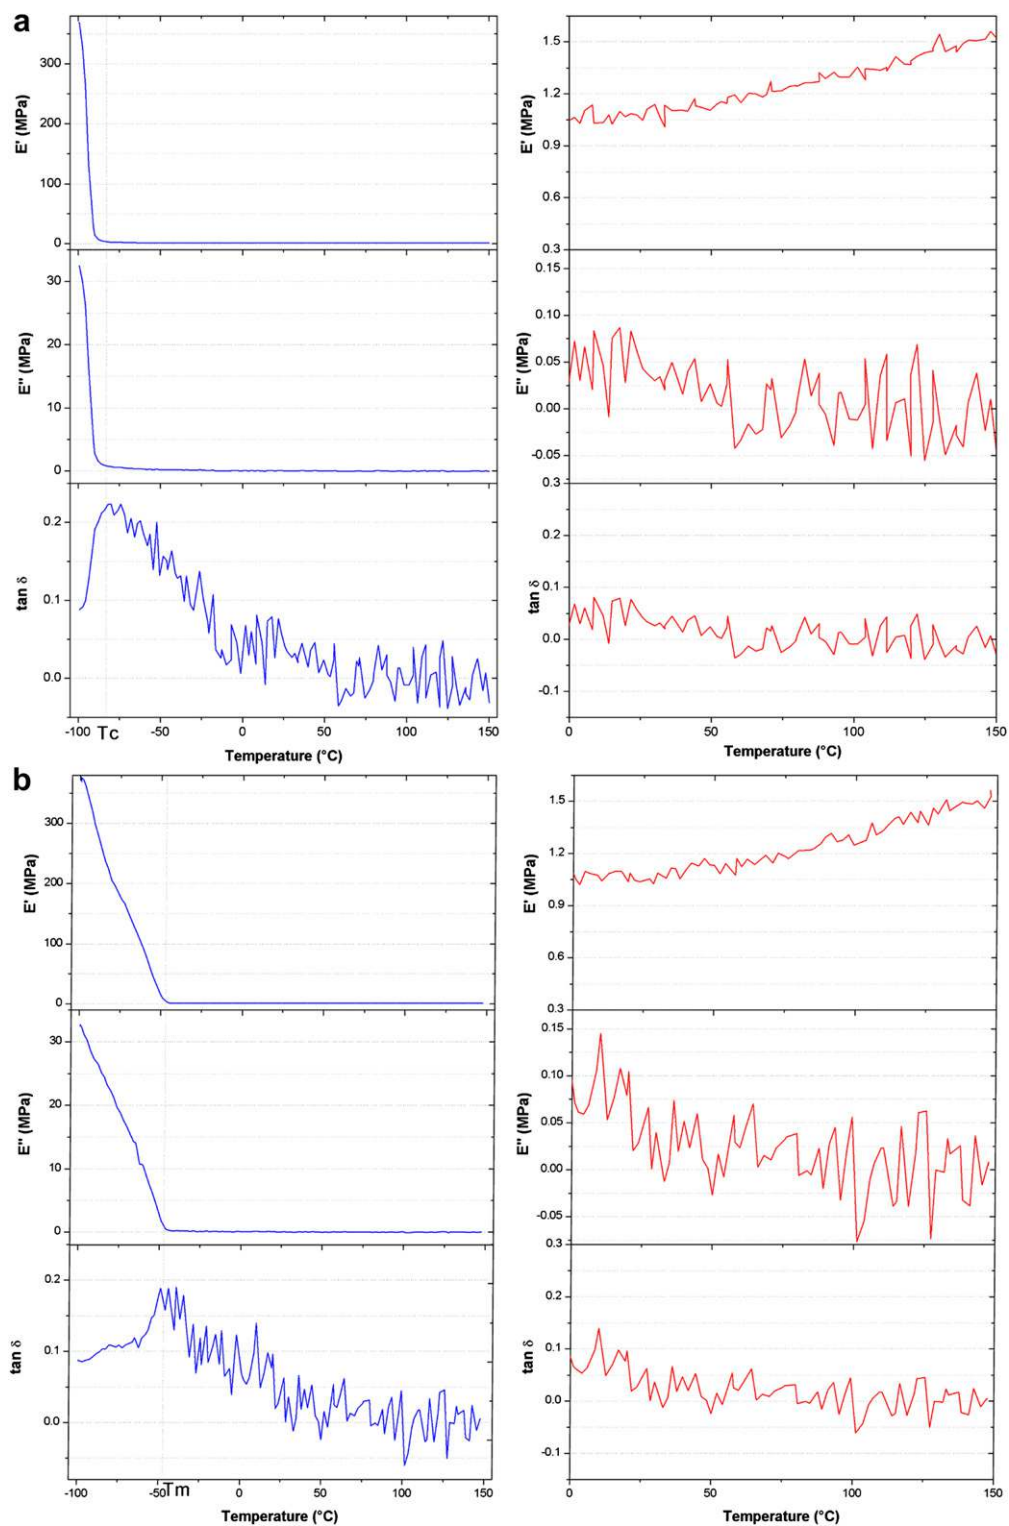 a
E' (MPa)
300
200
100
0
E' (MPa)
1.5
1.2
0.9
0.6
0.3
E'' (MPa)
30
20
10
0
E'' (MPa)
0.15
0.10
0.05
0.00
-0.05
0.3
tan δ
0.2
0.1
0.0
tan δ
0.2
0.1
0.0
-0.1
-100 Tc -50 0 50 100 150
Temperature (°C)
0 50 100 150
Temperature (°C)
b
E' (MPa)
300
200
100
0
E' (MPa)
1.5
1.2
0.9
0.6
0.3
E'' (MPa)
30
20
10
0
E'' (MPa)
0.15
0.10
0.05
0.00
-0.05
0.3
tan δ
0.2
0.1
0.0
tan δ
0.2
0.1
0.0
-0.1
-100 -50 Tm 0 50 100 150
Temperature (°C)
0 50 100 150
Temperature (°C)